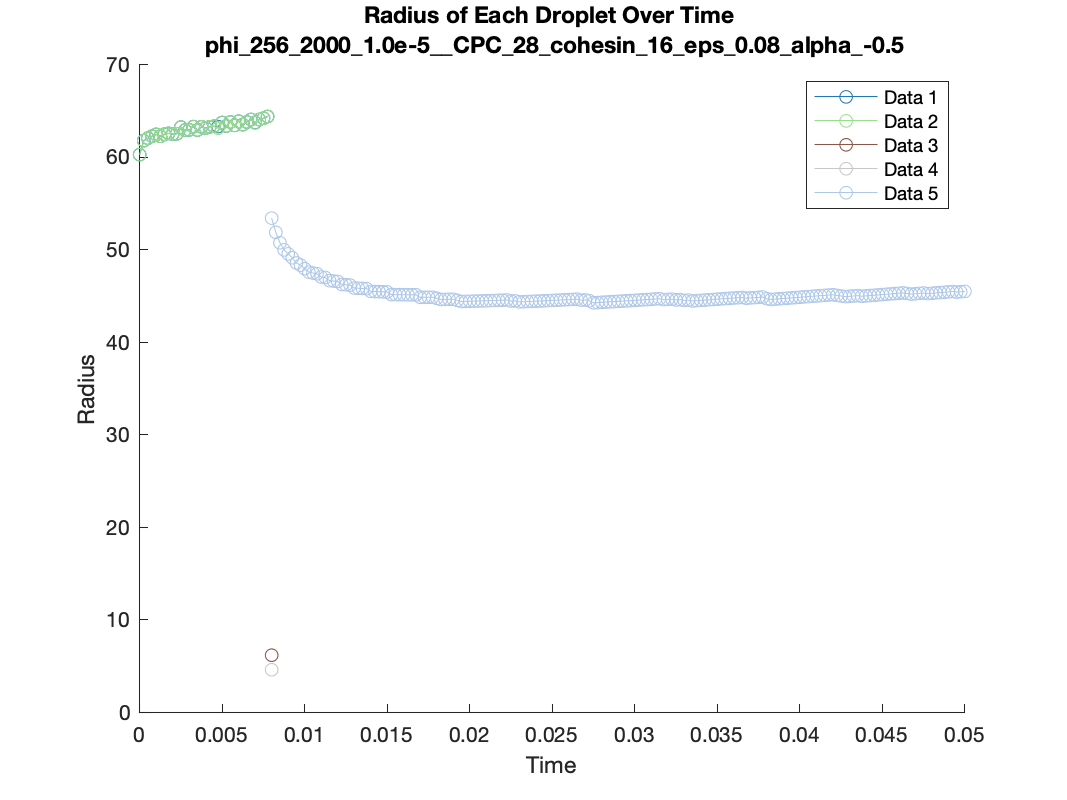 Radius of Each Droplet Over Time
phi_256_2000_1.0e-5__CPC_28_cohesin_16_eps_0.08_alpha_-0.5
70
60
50
40
30
20
10
0
Radius
0 0.005 0.01 0.015 0.02 0.025 0.03 0.035 0.04 0.045 0.05
Time
Data 1
Data 2
Data 3
Data 4
Data 5